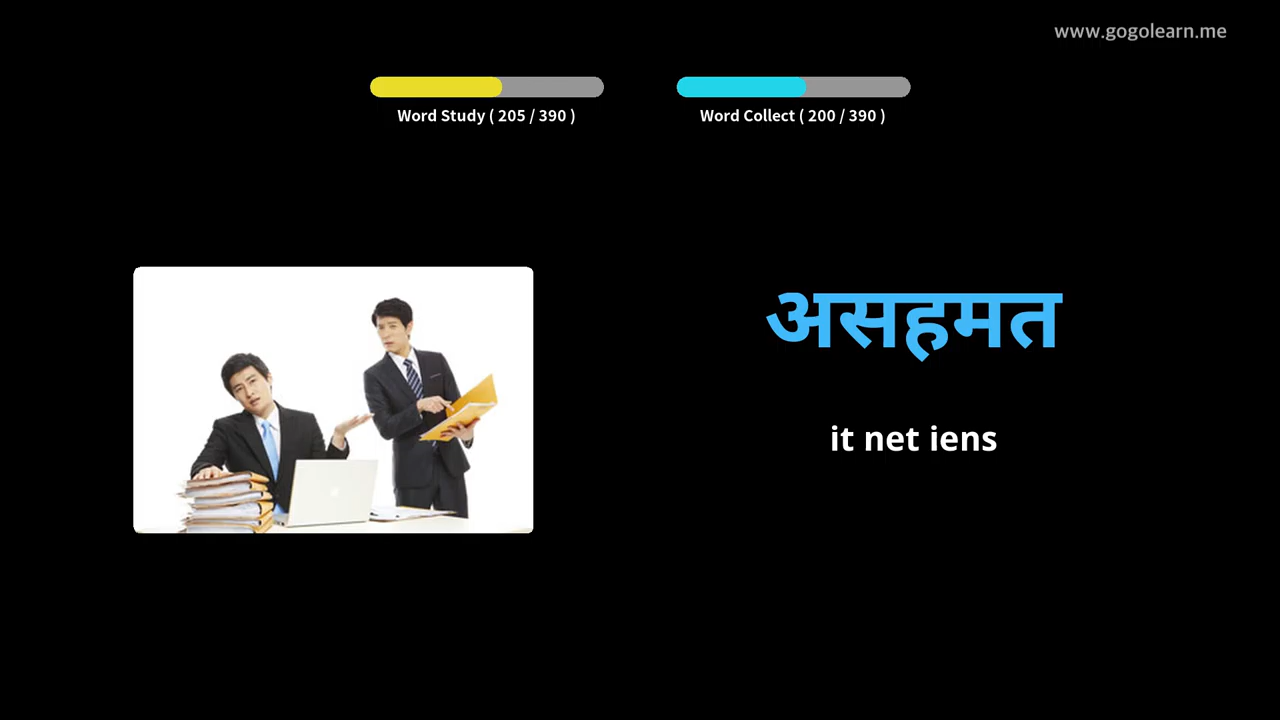 www.gogolearn.me
Word Study ( 205 / 390 )
Word Collect ( 200 / 390 )
असहमत
it net iens